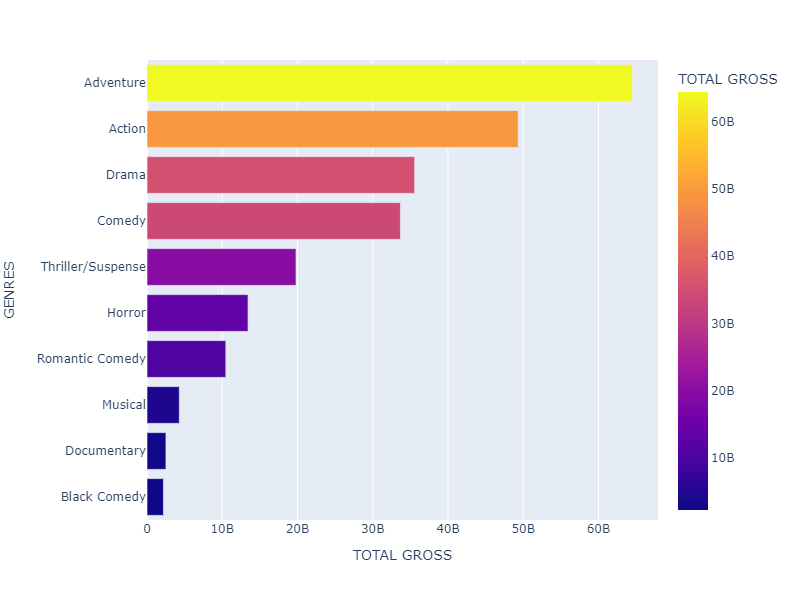 TOTAL GROSS
Adventure
Action
Drama
Comedy
Thriller/Suspense
Horror
Romantic Comedy
Musical
Documentary
Black Comedy
GENRES
0 10B 20B 30B 40B 50B 60B
TOTAL GROSS
60B
50B
40B
30B
20B
10B